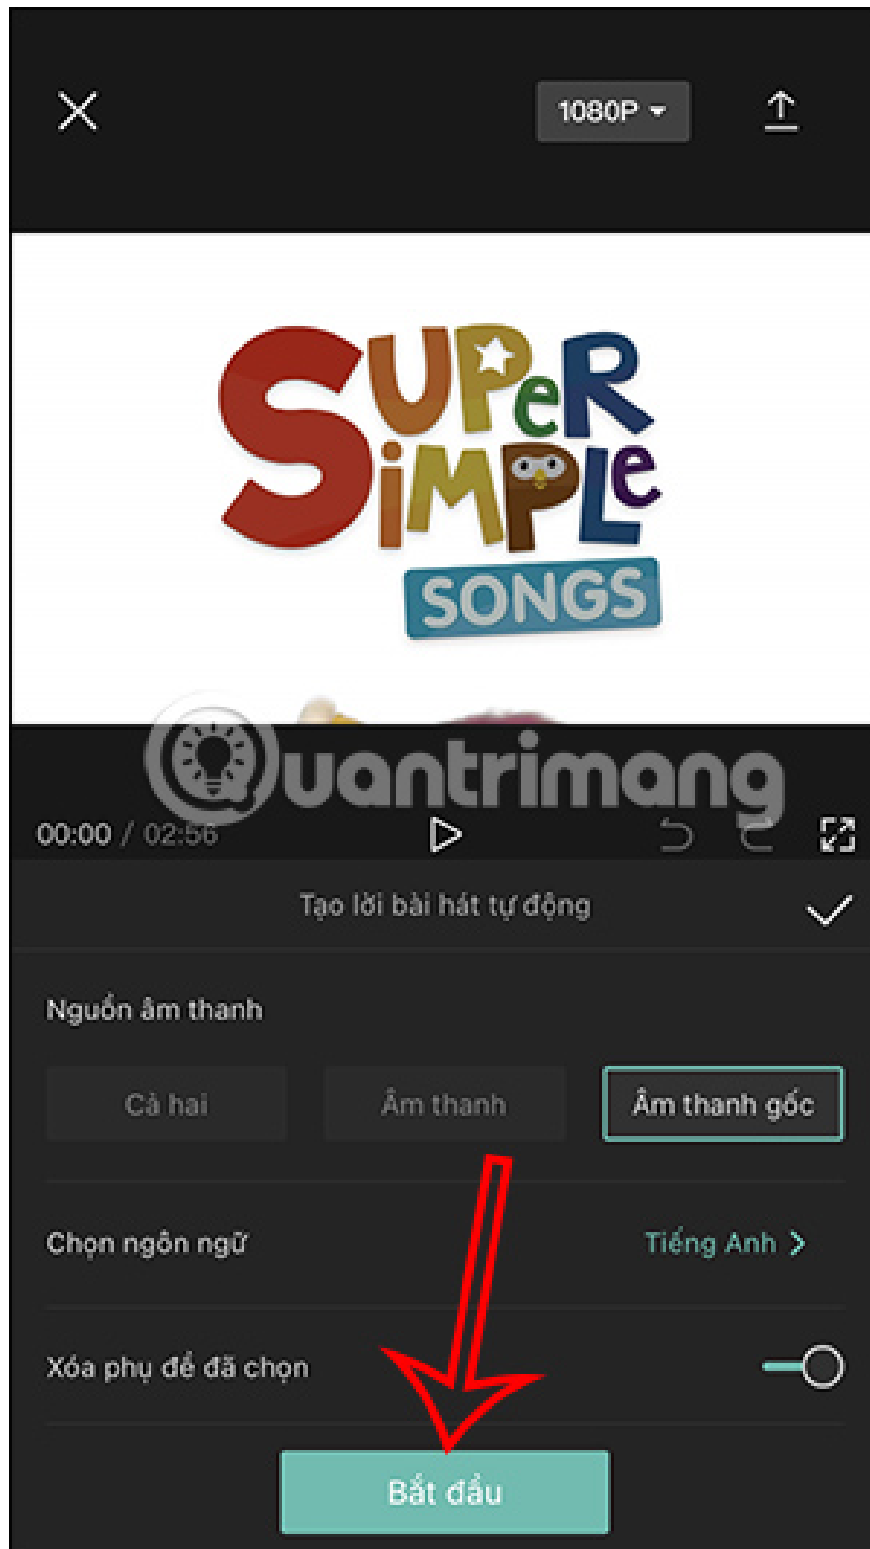 1080P
SUPeR
SiMPLe
SONGS
Quantrimang
00:00 / 02:56
Tạo lời bài hát tự động
Nguồn âm thanh
Cả hai Âm thanh Âm thanh gốc
Chọn ngôn ngữ Tiếng Anh
Xóa phụ đề đã chọn
Bắt đầu